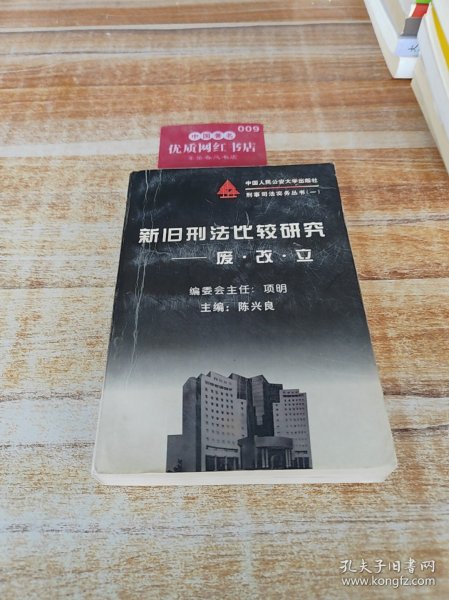 009
中国著名
优质网红书店
中国人民公安大学出版社
刑事司法实务丛书(一)
新旧刑法比较研究
——废·改·立
编委会主任：项明
主编：陈兴良
孔夫子旧书网
www.kongfz.com